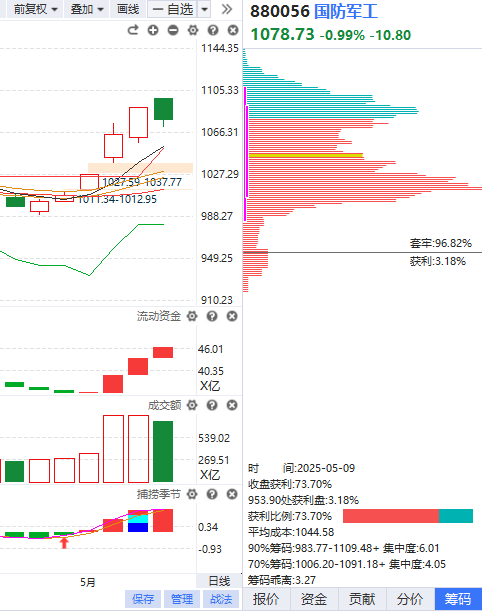 前复权 叠加 画线 一 自选
880056 国防军工
1078.73 -0.99% -10.80
1144.35
1105.33
1066.31
1027.29
988.27
949.25
910.23
1027.59-1037.77
1011.34-1012.95
套牢:96.82%
获利:3.18%
流动资金
46.01
40.35
X亿
成交额
539.02
269.51
X亿
捕捞季节
0.34
-0.93
5月
日线
保存 管理 战法
时 间:2025-05-09
收盘获利:73.70%
953.90处获利盘:3.18%
获利比例:73.70%
平均成本:1044.58
90%筹码:983.77-1109.48+ 集中度:6.01
70%筹码:1006.20-1091.18+ 集中度:4.05
筹码乖离:3.27
报价 资金 贡献 分价 筹码